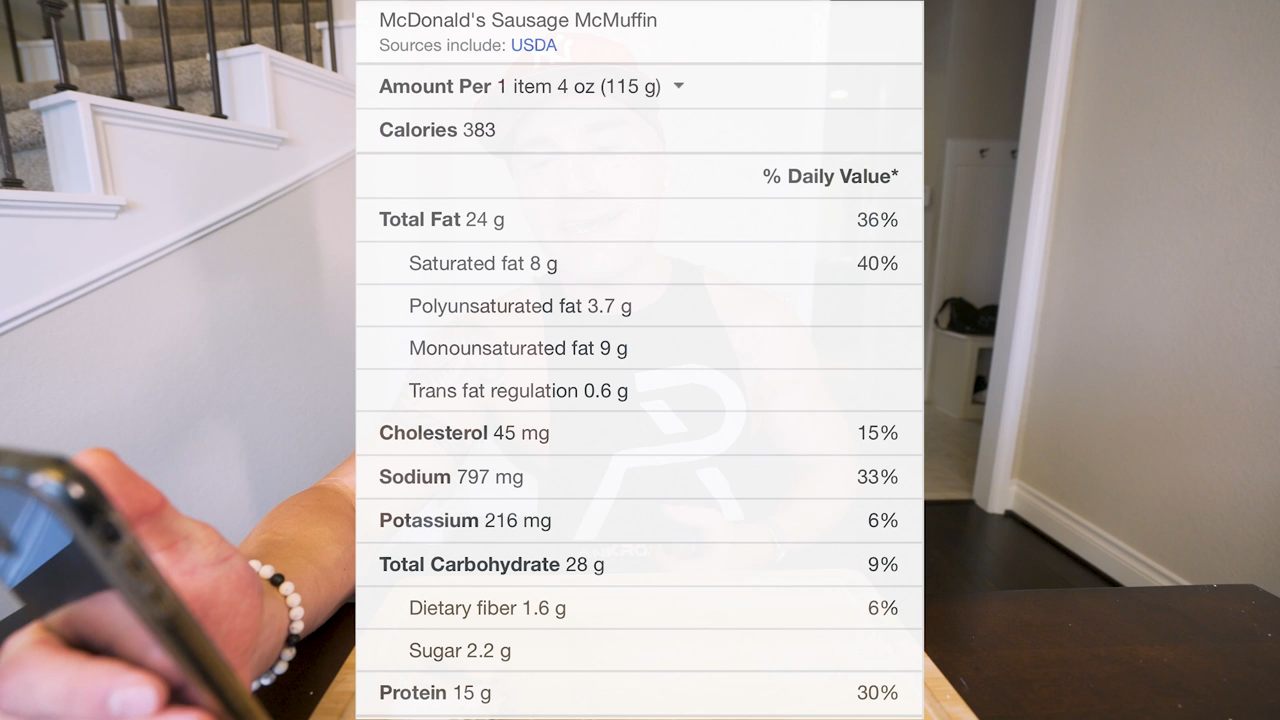 McDonald's Sausage McMuffin
Sources include: USDA
Amount Per 1 item 4 oz (115 g)
Calories 383
% Daily Value*
Total Fat 24 g 36%
Saturated fat 8 g 40%
Polyunsaturated fat 3.7 g
Monounsaturated fat 9 g
Trans fat regulation 0.6 g
Cholesterol 45 mg 15%
Sodium 797 mg 33%
Potassium 216 mg 6%
Total Carbohydrate 28 g 9%
Dietary fiber 1.6 g 6%
Sugar 2.2 g
Protein 15 g 30%